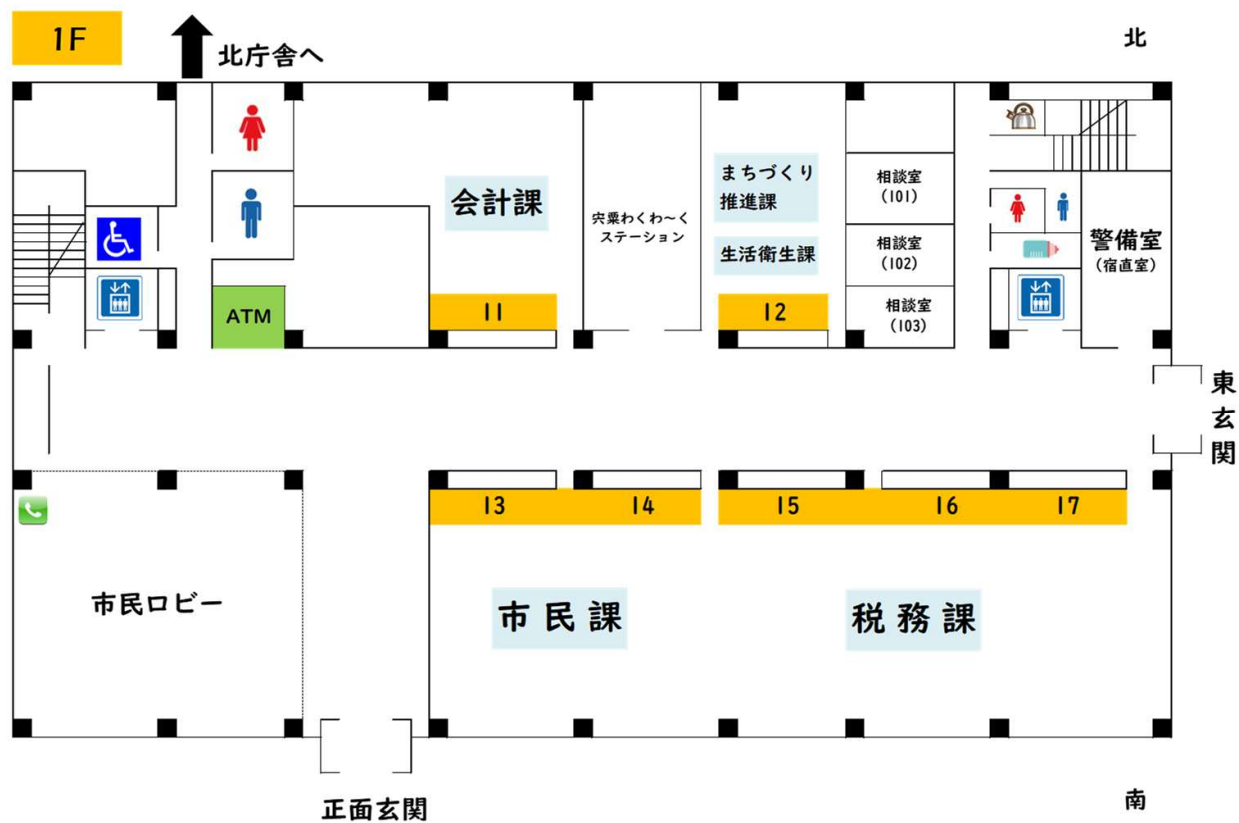 1F
北庁舎へ
北
会計課
まちづくり
推進課
生活衛生課
宍粟わくわ～く
ステーション
相談室
(101)
相談室
(102)
相談室
(103)
警備室
(宿直室)
ATM
11
12
東玄関
13
14
15
16
17
市民ロビー
市民課
税務課
正面玄関
南